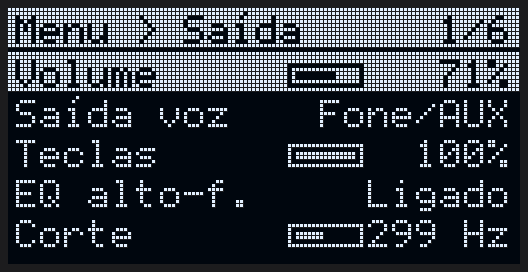 Menu > Saída 1/6
Volume 71%
Saída voz Fone/AUX
Teclas 100%
EQ alto-f. Ligado
Corte 299 Hz